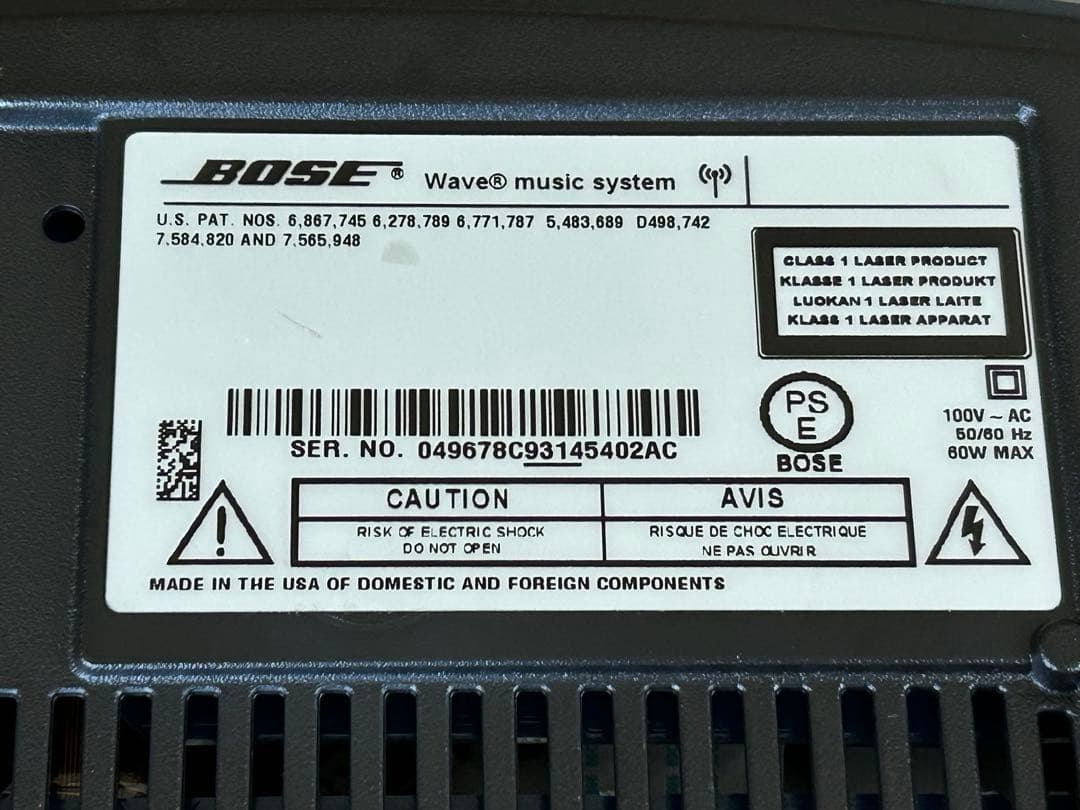 BOSE® Wave® music system
U.S. PAT. NOS. 6,867,745 6,278,789 6,771,787 5,483,689 D498,742
7,584,820 AND 7,565,948
CLASS 1 LASER PRODUCT
KLASSE 1 LASER PRODUKT
LUOKAN 1 LASER LAITE
KLASS 1 LASER APPARAT
SER. NO. 049678C93145402AC
PS
E
BOSE
100V ~ AC
50/60 Hz
60W MAX
CAUTION
RISK OF ELECTRIC SHOCK
DO NOT OPEN
AVIS
RISQUE DE CHOC ELECTRIQUE
NE PAS OUVRIR
MADE IN THE USA OF DOMESTIC AND FOREIGN COMPONENTS